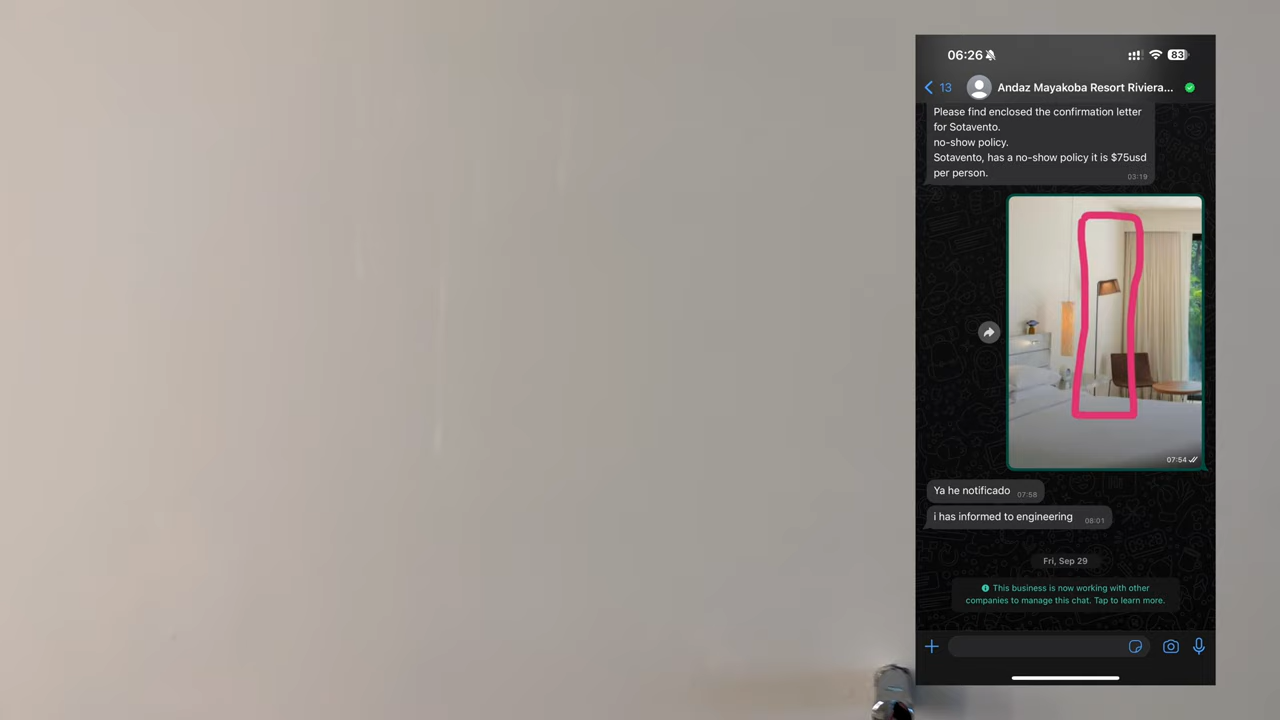 06:26
83
13
Andaz Mayakoba Resort Riviera...
Please find enclosed the confirmation letter
for Sotavento.
no-show policy.
Sotavento, has a no-show policy it is $75usd
per person.
03:19
07:54
Ya he notificado
07:58
i has informed to engineering
08:01
Fri, Sep 29
This business is now working with other
companies to manage this chat. Tap to learn more.